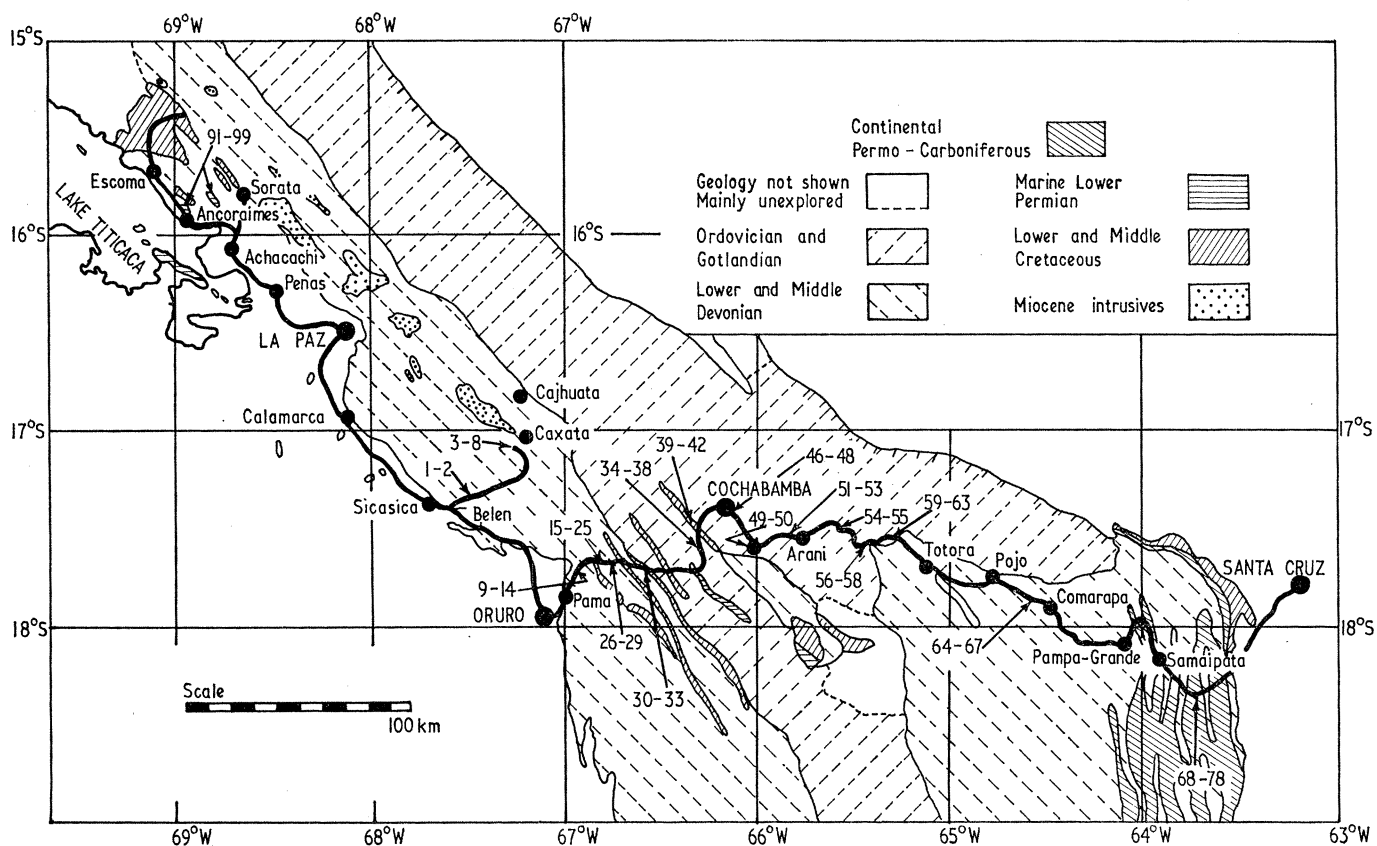 69°W 68°W 67°W
15°S
91-99
Escoma
Sorata
LAKE TITICACA
Ancoraimes
16°S
16°S
Achacachi
Penas
LA PAZ
Continental
Permo-Carboniferous
Geology not shown
Mainly unexplored
Marine Lower
Permian
Ordovician and
Gotlandian
Lower and Middle
Cretaceous
Lower and Middle
Devonian
Miocene intrusives
Cajhuata
Calamarca
17°S
17°S
Caxata
3-8
39-42
46-48
1-2
34-38
COCHABAMBA
51-53
59-63
Sicasica
Belen
49-50
54-55
15-25
Arani
Totora
Pojo
SANTA CRUZ
56-58
9-14
Pama
Comarapa
ORURO
18°S
18°S
26-29
64-67
Pampa-Grande
Samaipata
30-33
Scale
100 km
68-78
69°W 68°W 67°W 66°W 65°W 64°W 63°W